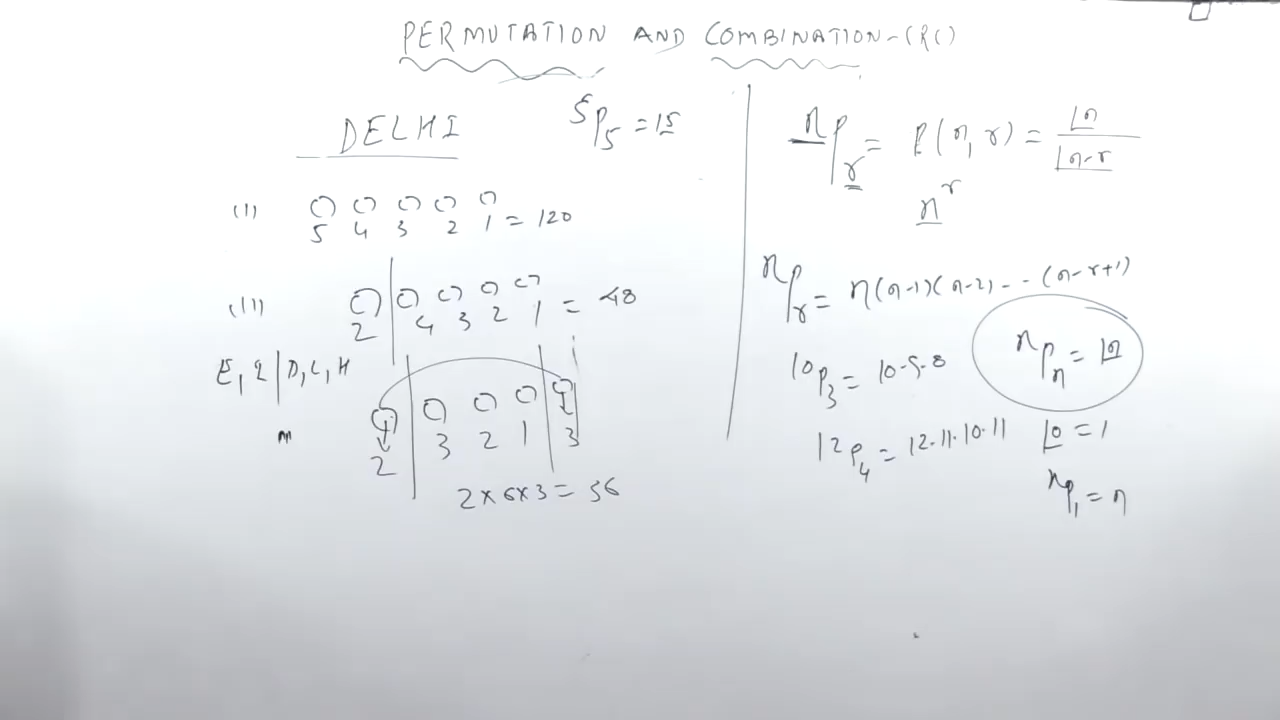 PERMUTATION AND COMBINATION-(RC)
DELHI
5P5 = |5
(I) 5 4 3 2 1 = 120
(II) 2 | 4 3 2 1 = 48
E, I | D, L, H
2 | 3 2 1 | 3
2 × 6 × 3 = 36
nPr = P(n, r) = |n / |n-r
n^r
nPr = n(n-1)(n-2) - - (n-r+1)
nPn = |n
10P3 = 10·9·8
12P4 = 12·11·10·11
|0 = 1
nP1 = n